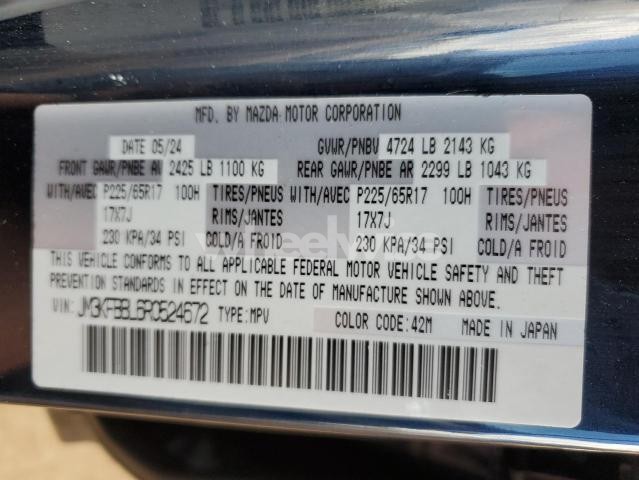 MFD. BY MAZDA MOTOR CORPORATION
DATE 05/24 GVWR/PNBV 4724 LB 2143 KG
FRONT GAWR/PNBE AV 2425 LB 1100 KG REAR GAWR/PNBE AR 2299 LB 1043 KG
WITH/AVEC P225/65R17 100H TIRES/PNEUS WITH/AVEC P225/65R17 100H TIRES/PNEUS
17X7J RIMS/JANTES 17X7J RIMS/JANTES
230 KPA/34 PSI COLD/A FROID 230 KPA/34 PSI COLD/A FROID
wheelwise
THIS VEHICLE CONFORMS TO ALL APPLICABLE FEDERAL MOTOR VEHICLE SAFETY AND THEFT
PREVENTION STANDARDS IN EFFECT ON THE DATE OF MANUFACTURE SHOWN ABOVE.
VIN: JM3KFBBL6R0524672 TYPE: MPV COLOR CODE: 42M MADE IN JAPAN